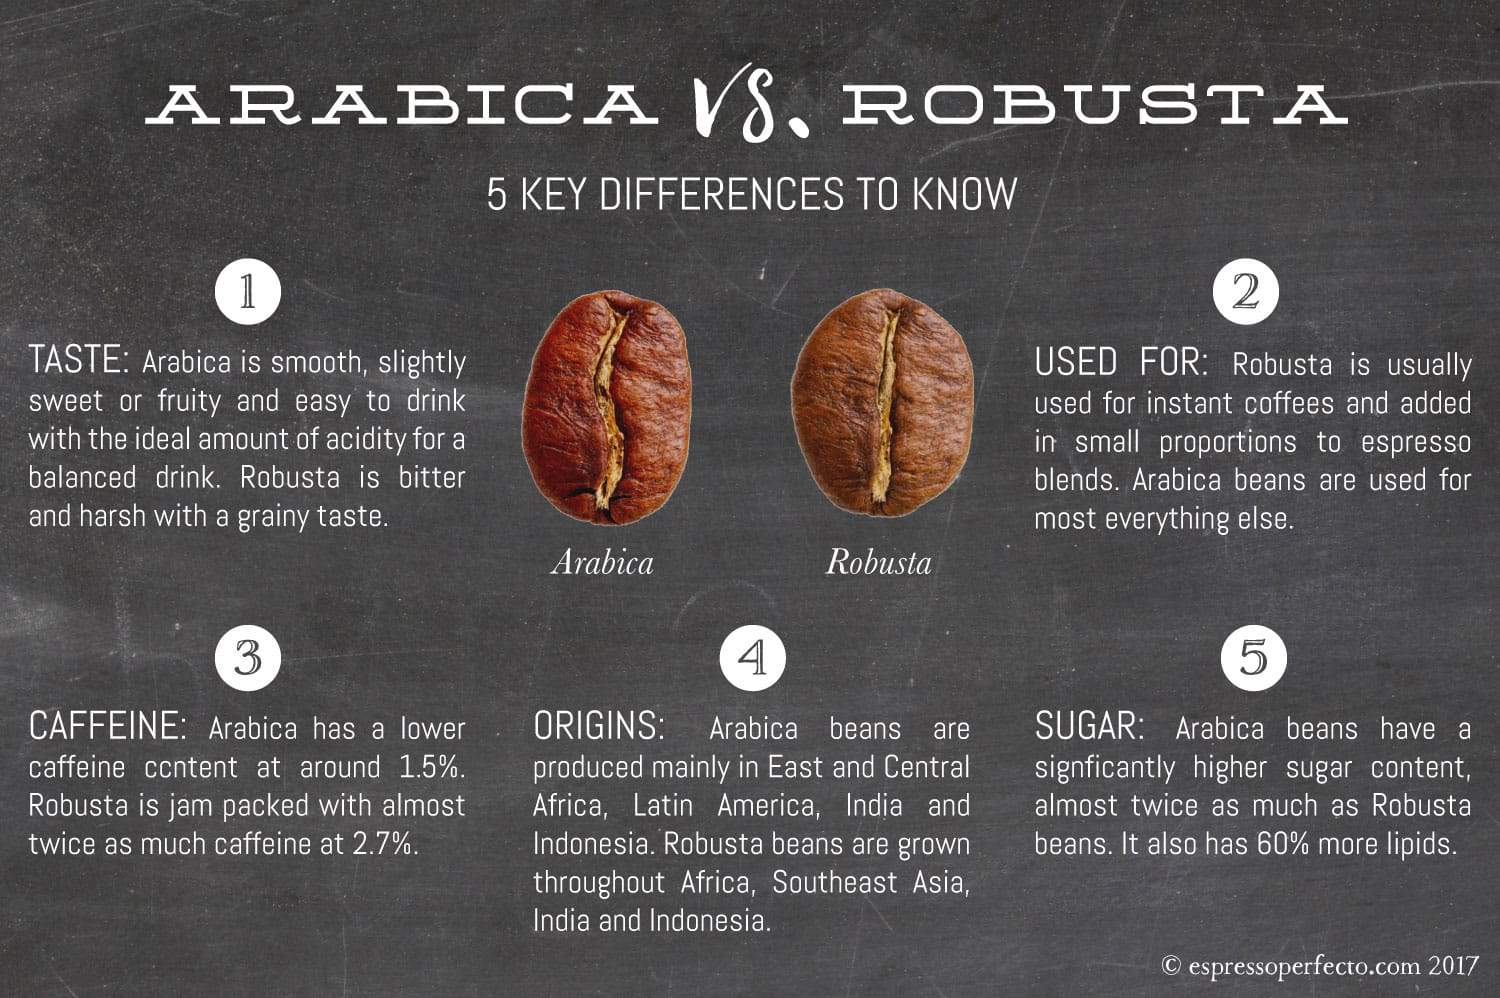 ARABICA VS. ROBUSTA
5 KEY DIFFERENCES TO KNOW
1
TASTE: Arabica is smooth, slightly
sweet or fruity and easy to drink
with the ideal amount of acidity for a
balanced drink. Robusta is bitter
and harsh with a grainy taste.
Arabica
Robusta
2
USED FOR: Robusta is usually
used for instant coffees and added
in small proportions to espresso
blends. Arabica beans are used for
most everything else.
3
CAFFEINE: Arabica has a lower
caffeine ccntent at around 1.5%.
Robusta is jam packed with almost
twice as much caffeine at 2.7%.
4
ORIGINS: Arabica beans are
produced mainly in East and Central
Africa, Latin America, India and
Indonesia. Robusta beans are grown
throughout Africa, Southeast Asia,
India and Indonesia.
5
SUGAR: Arabica beans have a
signficantly higher sugar content,
almost twice as much as Robusta
beans. It also has 60% more lipids.
© espressoperfecto.com 2017